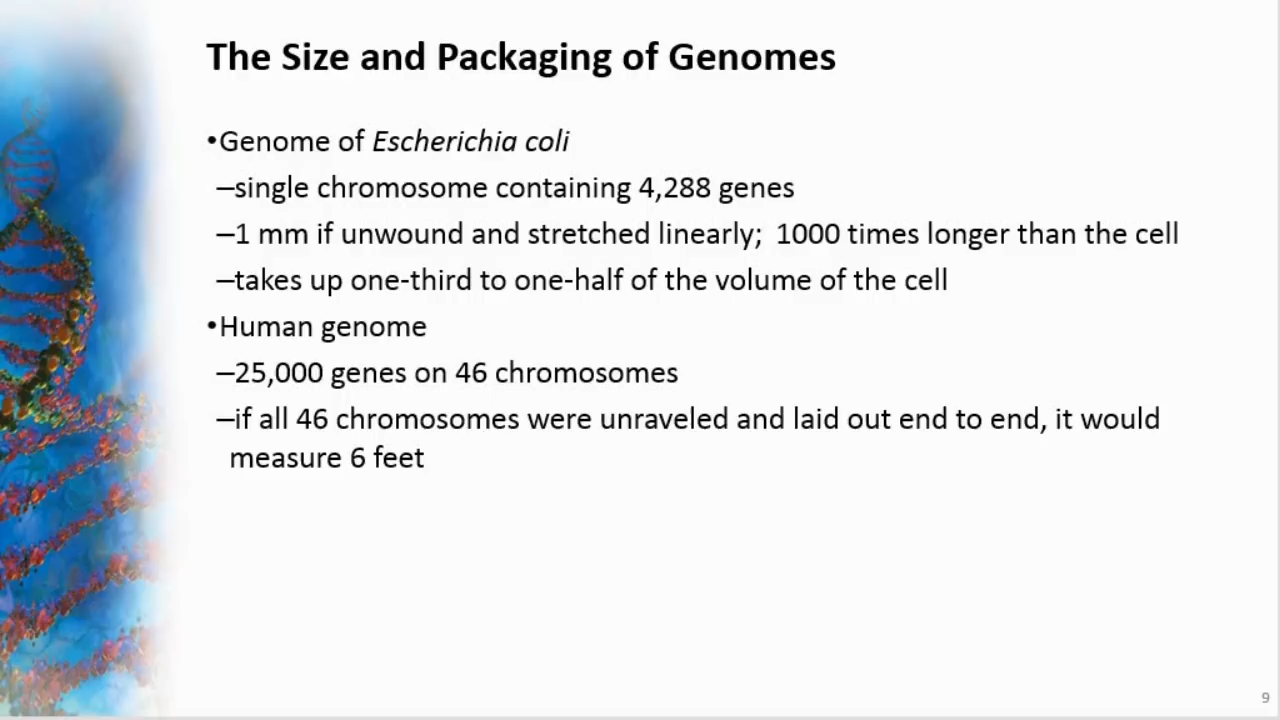 The Size and Packaging of Genomes
•Genome of Escherichia coli
–single chromosome containing 4,288 genes
–1 mm if unwound and stretched linearly;  1000 times longer than the cell
–takes up one-third to one-half of the volume of the cell
•Human genome
–25,000 genes on 46 chromosomes
–if all 46 chromosomes were unraveled and laid out end to end, it would
measure 6 feet
9